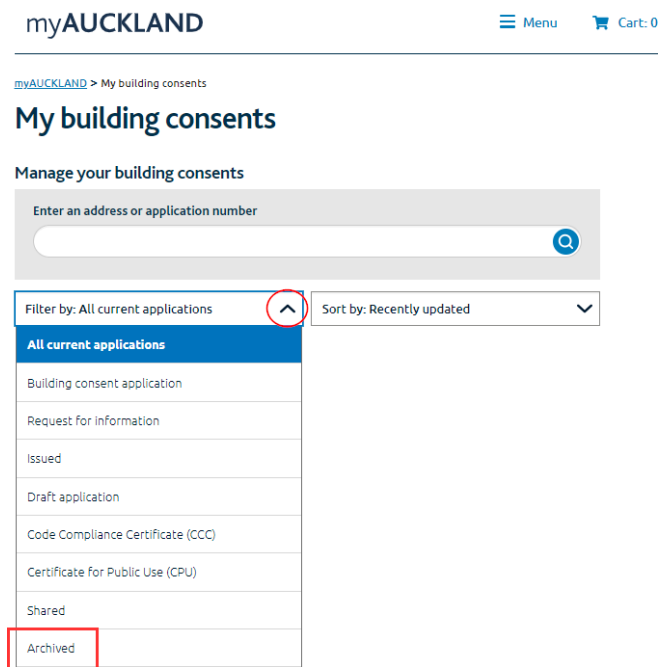 myAUCKLAND
Menu
Cart: 0
myAUCKLAND > My building consents
My building consents
Manage your building consents
Enter an address or application number
Filter by: All current applications
Sort by: Recently updated
All current applications
Building consent application
Request for information
Issued
Draft application
Code Compliance Certificate (CCC)
Certificate for Public Use (CPU)
Shared
Archived